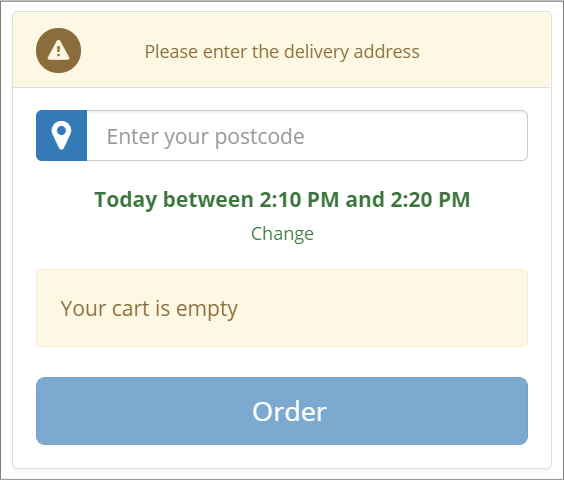 Please enter the delivery address
Enter your postcode
Today between 2:10 PM and 2:20 PM
Change
Your cart is empty
Order